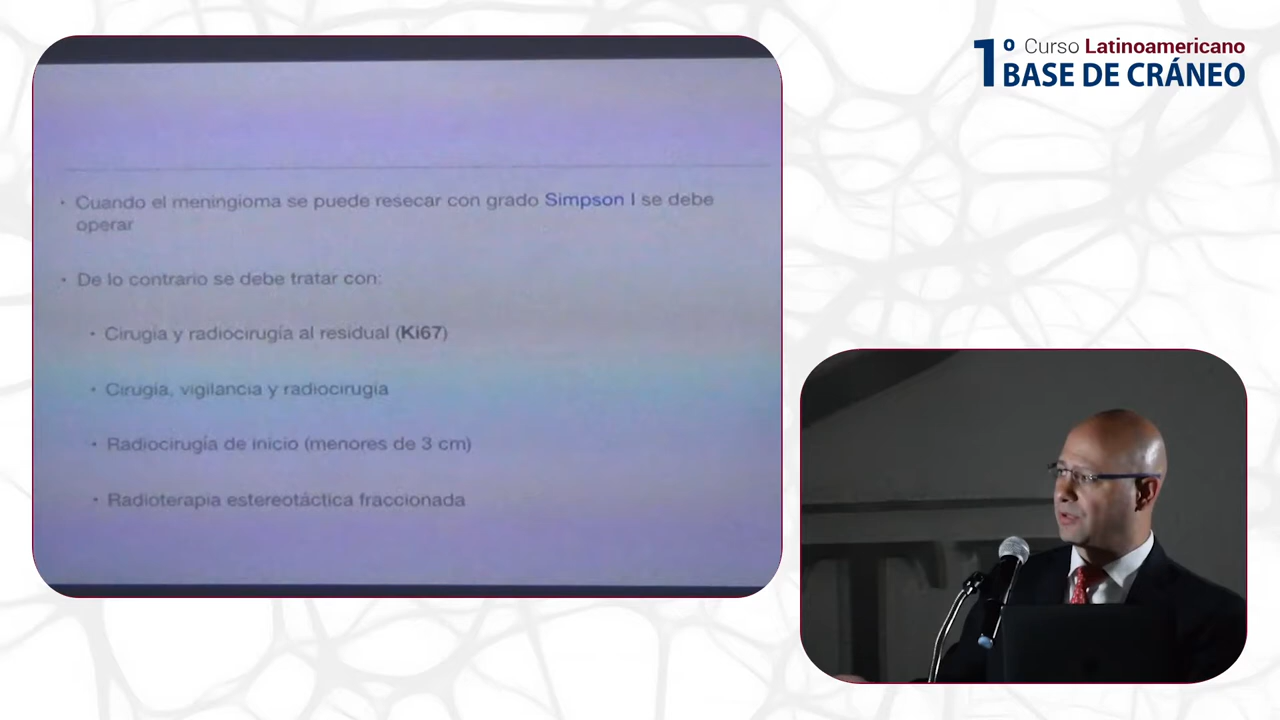 1º Curso Latinoamericano
BASE DE CRÁNEO
• Cuando el meningioma se puede resecar con grado Simpson I se debe
operar
• De lo contrario se debe tratar con:
• Cirugía y radiocirugía al residual (Ki67)
• Cirugía, vigilancia y radiocirugía
• Radiocirugía de inicio (menores de 3 cm)
• Radioterapia estereotáctica fraccionada